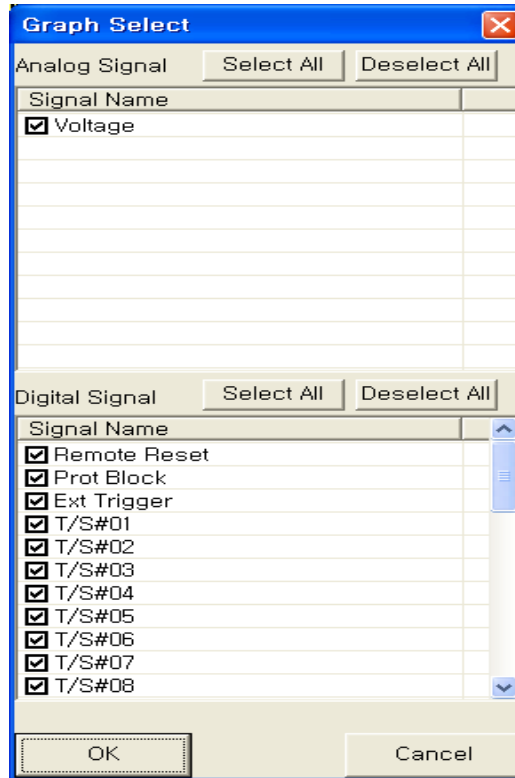 Graph Select
Analog Signal Select All Deselect All
Signal Name
Voltage
Digital Signal Select All Deselect All
Signal Name
Remote Reset
Prot Block
Ext Trigger
T/S#01
T/S#02
T/S#03
T/S#04
T/S#05
T/S#06
T/S#07
T/S#08
OK Cancel